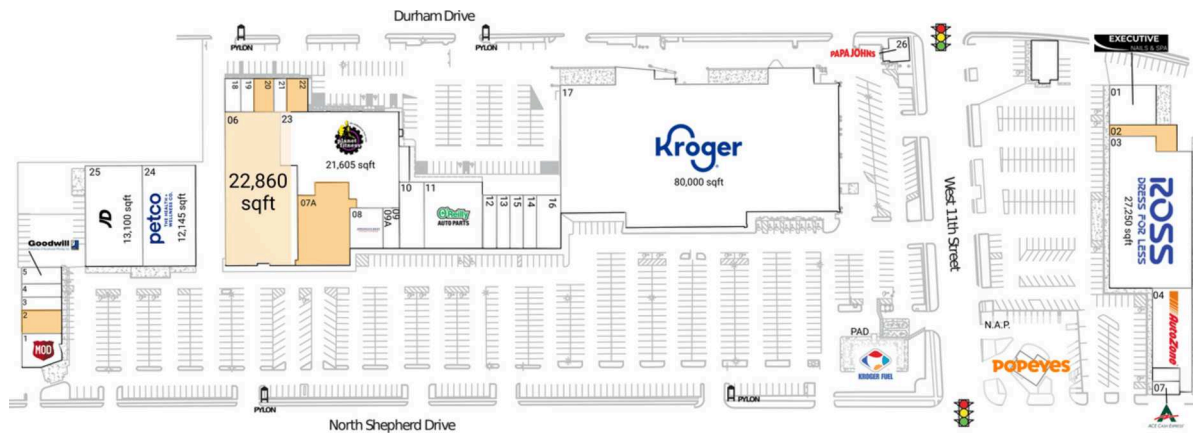 Durham Drive
PYLON
PYLON
PAPA JOHNS
26
EXECUTIVE
NAILS & SPA
18
19
20
21
22
06
23
planet fitness
21,605 sqft
22,860
sqft
07A
08
09A
09
10
11
O'Reilly
AUTO PARTS
12
13
15
14
16
17
Kroger
80,000 sqft
25
JD
13,100 sqft
24
petco
THE HEALTH +
WELLNESS CO.
12,145 sqft
Goodwill
5
4
3
2
1
MOD
West 11th Street
01
02
03
ROSS
DRESS FOR LESS
27,250 sqft
04
AutoZone
07
ACE CASH EXPRESS
PAD
KROGER FUEL
N.A.P.
POPEYES
PYLON
PYLON
North Shepherd Drive